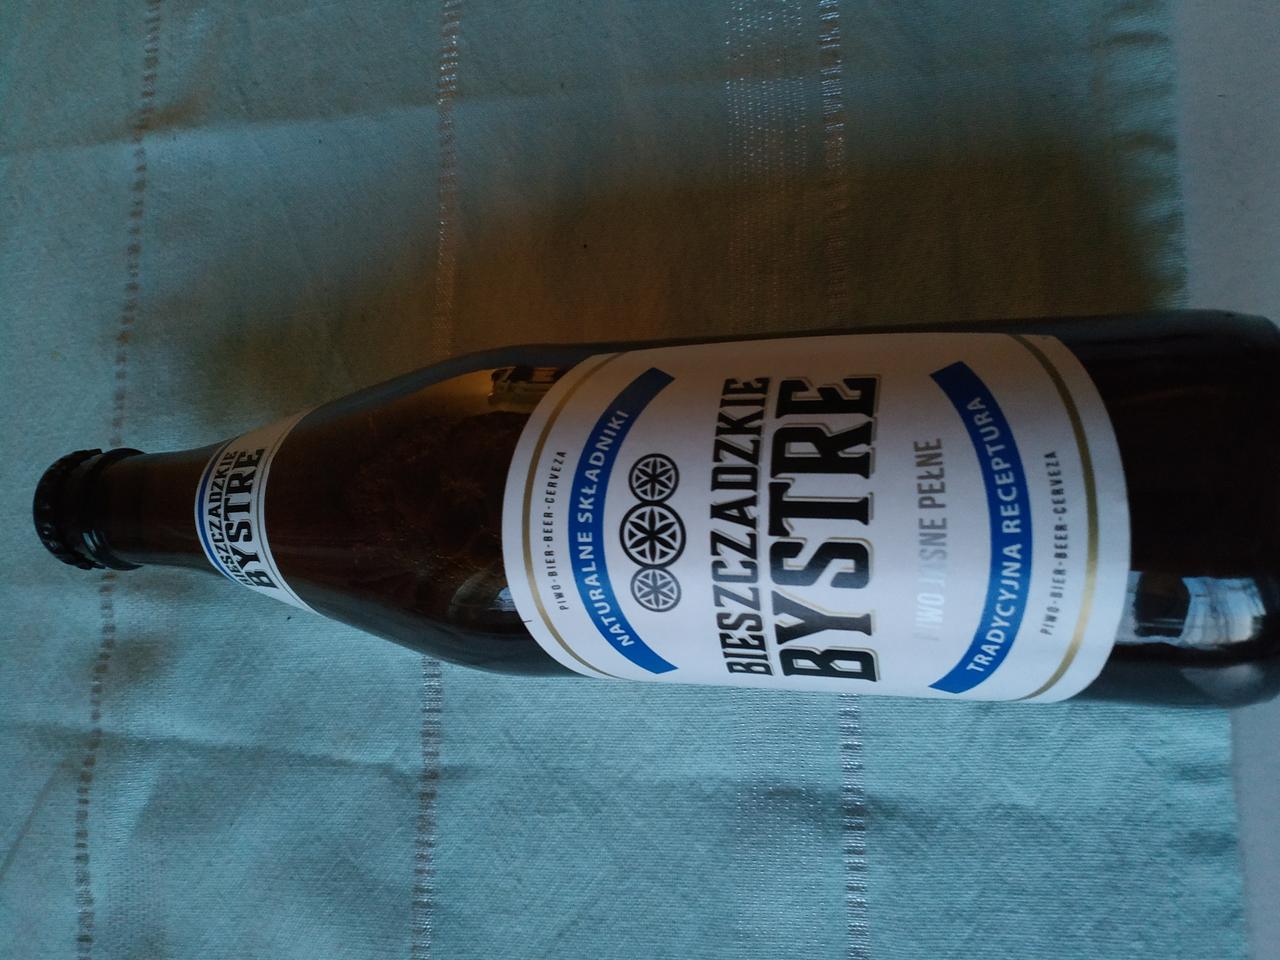 BIESZCZADZKIE
BYSTRE
PIWO-BIER-BEER-CERVEZA
NATURALNE SKŁADNIKI
BIESZCZADZKIE
BYSTRE
PIWO JASNE PEŁNE
TRADYCYJNA RECEPTURA
PIWO-BIER-BEER-CERVEZA